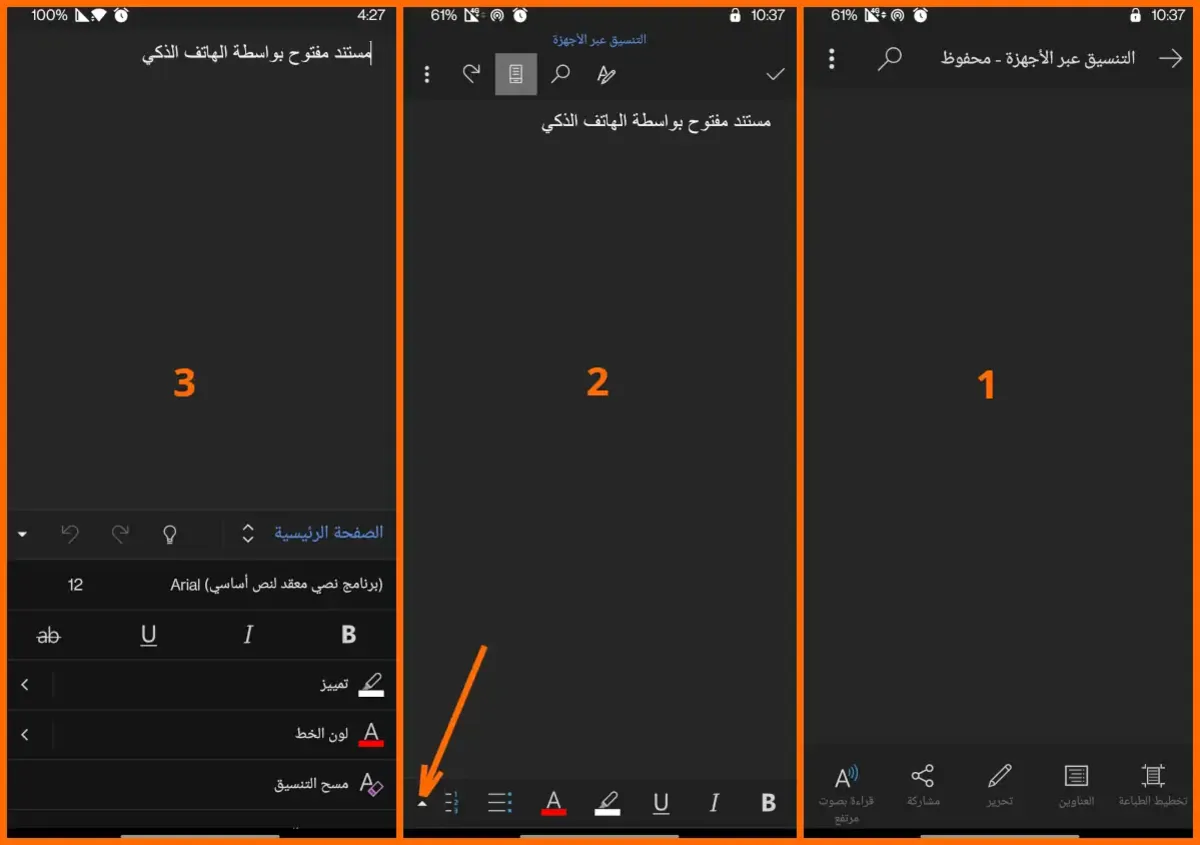 10:37
61%
التنسيق عبر الأجهزة - محفوظ
1
تخطيط الطباعة
العناوين
تحرير
مشاركة
قراءة بصوت
مرتفع
10:37
61%
التنسيق عبر الأجهزة
مستند مفتوح بواسطة الهاتف الذكي
2
B I U A
4:27
100%
مستند مفتوح بواسطة الهاتف الذكي
3
الصفحة الرئيسية
(برنامج نصي معقد لنص أساسي) Arial 12
B I U ab
تمييز
A لون الخط
مسح التنسيق